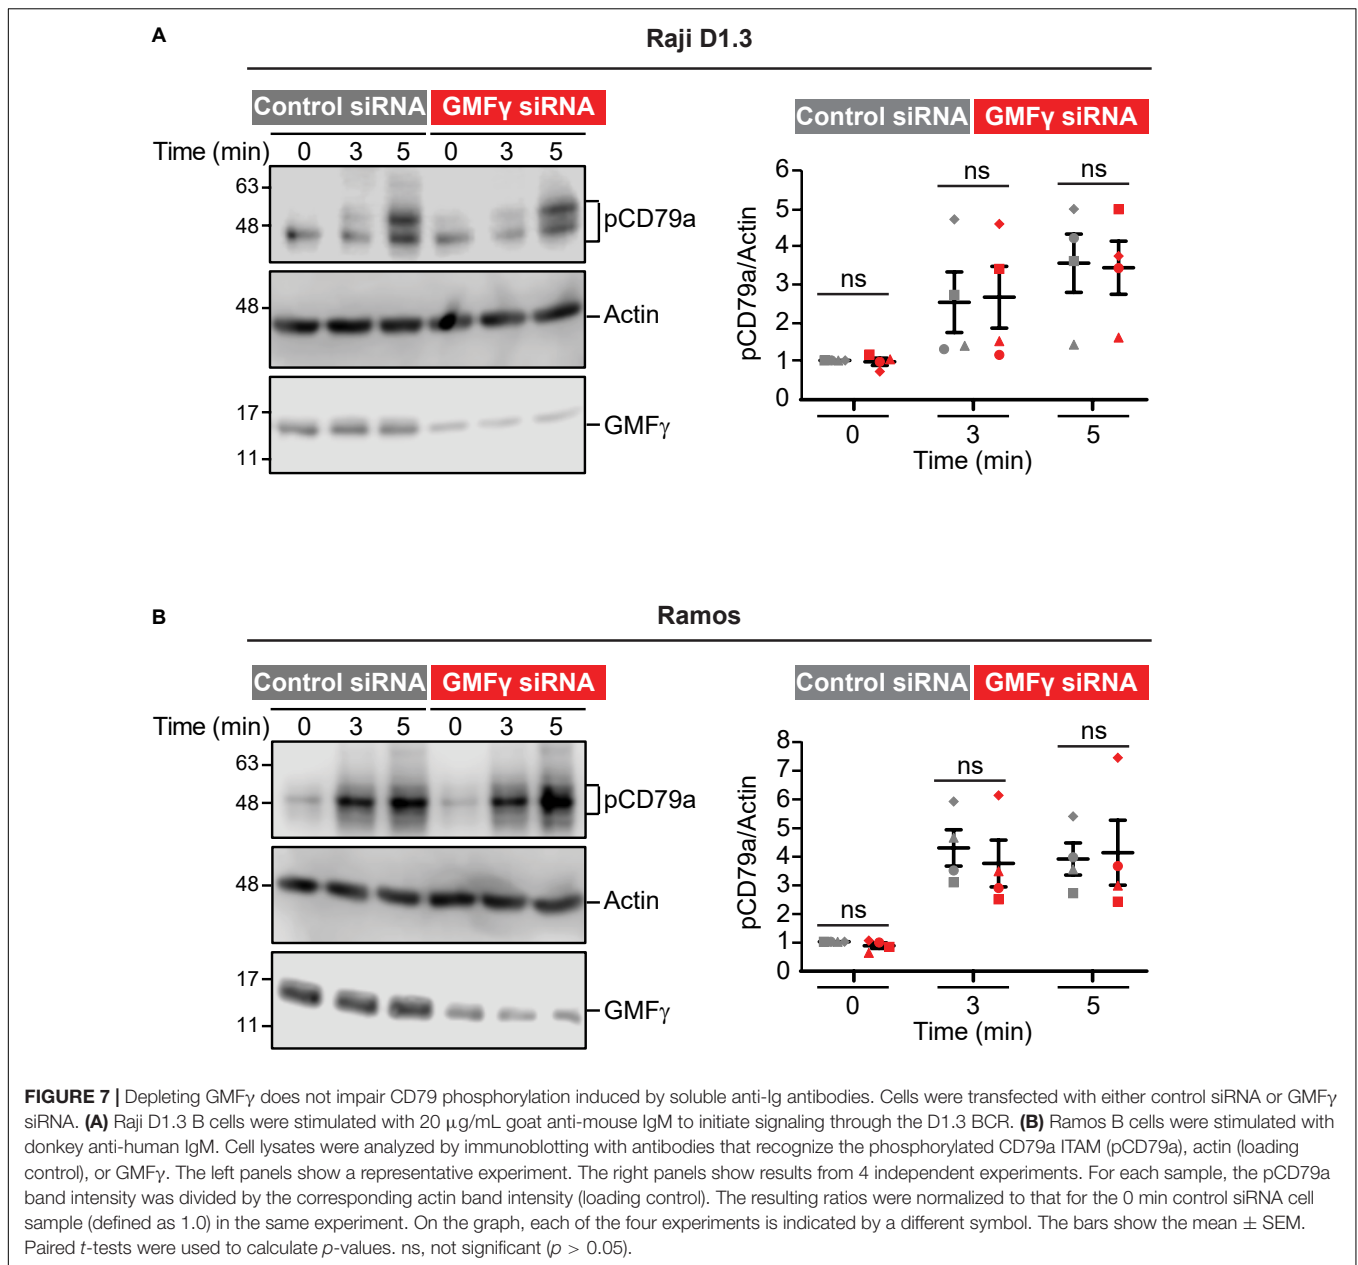 A
Raji D1.3
Control siRNA GMFγ siRNA
Time (min) 0 3 5 0 3 5
63
48
pCD79a
48
Actin
17
11
GMFγ
Control siRNA GMFγ siRNA
pCD79a/Actin
6
5
4
3
2
1
0
ns
ns
ns
0 3 5
Time (min)
B
Ramos
Control siRNA GMFγ siRNA
Time (min) 0 3 5 0 3 5
63
48
pCD79a
48
Actin
17
11
GMFγ
Control siRNA GMFγ siRNA
pCD79a/Actin
8
7
6
5
4
3
2
1
0
ns
ns
ns
0 3 5
Time (min)
FIGURE 7 | Depleting GMFγ does not impair CD79 phosphorylation induced by soluble anti-Ig antibodies. Cells were transfected with either control siRNA or GMFγ
siRNA. (A) Raji D1.3 B cells were stimulated with 20 μg/mL goat anti-mouse IgM to initiate signaling through the D1.3 BCR. (B) Ramos B cells were stimulated with
donkey anti-human IgM. Cell lysates were analyzed by immunoblotting with antibodies that recognize the phosphorylated CD79a ITAM (pCD79a), actin (loading
control), or GMFγ. The left panels show a representative experiment. The right panels show results from 4 independent experiments. For each sample, the pCD79a
band intensity was divided by the corresponding actin band intensity (loading control). The resulting ratios were normalized to that for the 0 min control siRNA cell
sample (defined as 1.0) in the same experiment. On the graph, each of the four experiments is indicated by a different symbol. The bars show the mean ± SEM.
Paired t-tests were used to calculate p-values. ns, not significant (p > 0.05).